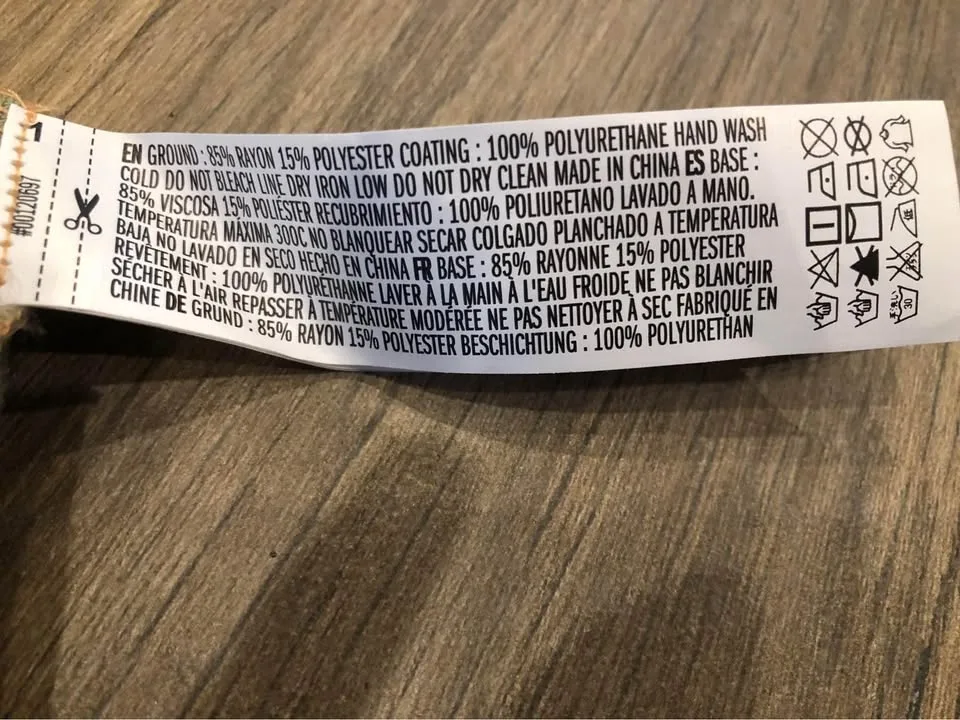 1
#00120697
EN GROUND : 85% RAYON 15% POLYESTER COATING : 100% POLYURETHANE HAND WASH
COLD DO NOT BLEACH LINE DRY IRON LOW DO NOT DRY CLEAN MADE IN CHINA ES BASE :
85% VISCOSA 15% POLIÉSTER RECUBRIMIENTO : 100% POLIURETANO LAVADO A MANO.
TEMPERATURA MÁXIMA 300C NO BLANQUEAR SECAR COLGADO PLANCHADO A TEMPERATURA
BAJA NO LAVADO EN SECO HECHO EN CHINA FR BASE : 85% RAYONNE 15% POLYESTER
REVÊTEMENT : 100% POLYURÉTHANNE LAVER À LA MAIN À L'EAU FROIDE NE PAS BLANCHIR
SÉCHER À L'AIR REPASSER À TEMPÉRATURE MODÉRÉE NE PAS NETTOYER À SEC FABRIQUÉ EN
CHINE DE GRUND : 85% RAYON 15% POLYESTER BESCHICHTUNG : 100% POLYURETHAN
30